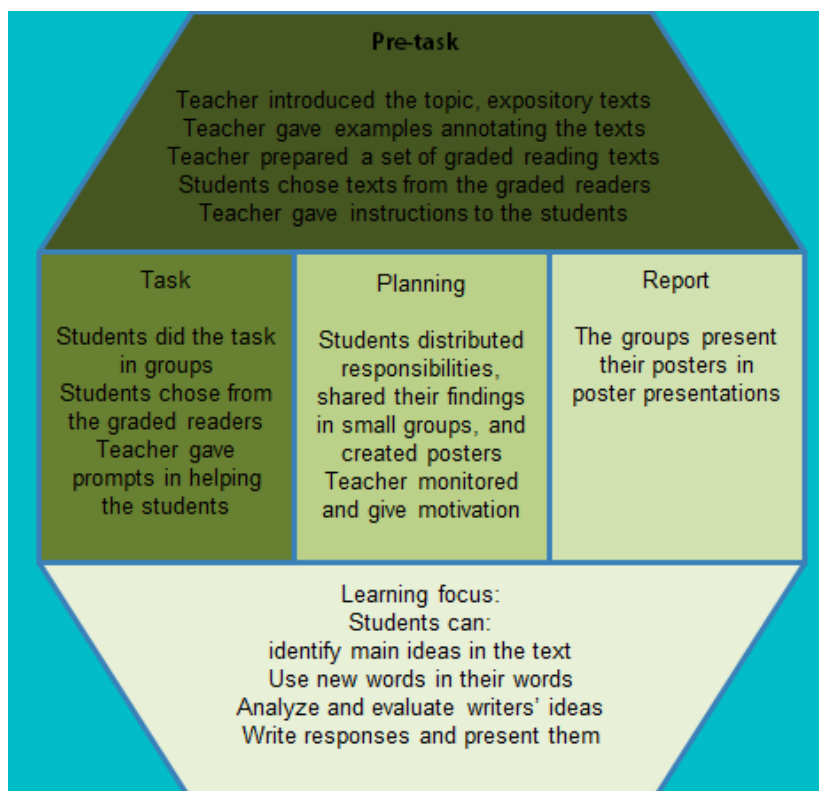 Pre-task
Teacher introduced the topic, expository texts
Teacher gave examples annotating the texts
Teacher prepared a set of graded reading texts
Students chose texts from the graded readers
Teacher gave instructions to the students
Task
Students did the task
in groups
Students chose from
the graded readers
Teacher gave
prompts in helping
the students
Planning
Students distributed
responsibilities,
shared their findings
in small groups, and
created posters
Teacher monitored
and give motivation
Report
The groups present
their posters in
poster presentations
Learning focus:
Students can:
identify main ideas in the text
Use new words in their words
Analyze and evaluate writers’ ideas
Write responses and present them